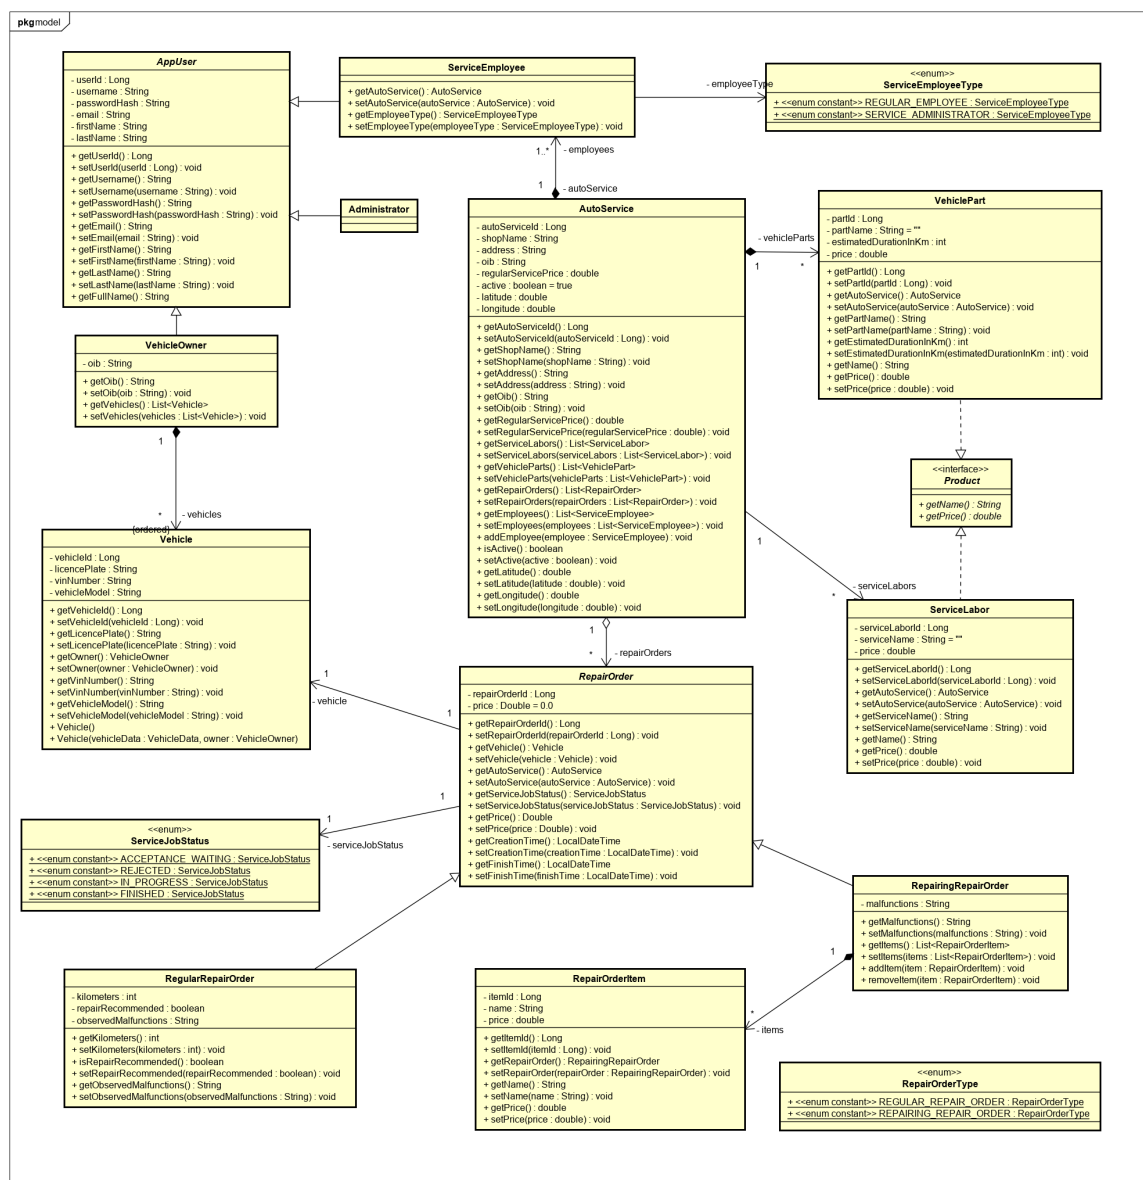 pkg model
AppUser
- userId : Long
- username : String
- passwordHash : String
- email : String
- firstName : String
- lastName : String
+ getUserId() : Long
+ setUserId(userId : Long) : void
+ getUsername() : String
+ setUsername(username : String) : void
+ getPasswordHash() : String
+ setPasswordHash(passwordHash : String) : void
+ getEmail() : String
+ setEmail(email : String) : void
+ getFirstName() : String
+ setFirstName(firstName : String) : void
+ getLastName() : String
+ setLastName(lastName : String) : void
+ getFullName() : String
ServiceEmployee
+ getAutoService() : AutoService
+ setAutoService(autoService : AutoService) : void
+ getEmployeeType() : ServiceEmployeeType
+ setEmployeeType(employeeType : ServiceEmployeeType) : void
- employeeType
<<enum>>
ServiceEmployeeType
+ <<enum constant>> REGULAR_EMPLOYEE : ServiceEmployeeType
+ <<enum constant>> SERVICE_ADMINISTRATOR : ServiceEmployeeType
1..*
- employees
1
- autoService
Administrator
AutoService
- autoServiceId : Long
- shopName : String
- address : String
- oib : String
- regularServicePrice : double
- active : boolean = true
- latitude : double
- longitude : double
+ getAutoServiceId() : Long
+ setAutoServiceId(autoServiceId : Long) : void
+ getShopName() : String
+ setShopName(shopName : String) : void
+ getAddress() : String
+ setAddress(address : String) : void
+ getOib() : String
+ setOib(oib : String) : void
+ getRegularServicePrice() : double
+ setRegularServicePrice(regularServicePrice : double) : void
+ getServiceLabors() : List<ServiceLabor>
+ setServiceLabors(serviceLabors : List<ServiceLabor>) : void
+ getVehicleParts() : List<VehiclePart>
+ setVehicleParts(vehicleParts : List<VehiclePart>) : void
+ getRepairOrders() : List<RepairOrder>
+ setRepairOrders(repairOrders : List<RepairOrder>) : void
+ getEmployees() : List<ServiceEmployee>
+ setEmployees(employees : List<ServiceEmployee>) : void
+ addEmployee(employee : ServiceEmployee) : void
+ isActive() : boolean
+ setActive(active : boolean) : void
+ getLatitude() : double
+ setLatitude(latitude : double) : void
+ getLongitude() : double
+ setLongitude(longitude : double) : void
- vehicleParts
1
*
VehiclePart
- partId : Long
- partName : String = ""
- estimatedDurationInKm : int
- price : double
+ getPartId() : Long
+ setPartId(partId : Long) : void
+ getAutoService() : AutoService
+ setAutoService(autoService : AutoService) : void
+ getPartName() : String
+ setPartName(partName : String) : void
+ getEstimatedDurationInKm() : int
+ setEstimatedDurationInKm(estimatedDurationInKm : int) : void
+ getName() : String
+ getPrice() : double
+ setPrice(price : double) : void
VehicleOwner
- oib : String
+ getOib() : String
+ setOib(oib : String) : void
+ getVehicles() : List<Vehicle>
+ setVehicles(vehicles : List<Vehicle>) : void
1
*
- vehicles
{ordered}
<<interface>>
Product
+ getName() : String
+ getPrice() : double
Vehicle
- vehicleId : Long
- licencePlate : String
- vinNumber : String
- vehicleModel : String
+ getVehicleId() : Long
+ setVehicleId(vehicleId : Long) : void
+ getLicencePlate() : String
+ setLicencePlate(licencePlate : String) : void
+ getOwner() : VehicleOwner
+ setOwner(owner : VehicleOwner) : void
+ getVinNumber() : String
+ setVinNumber(vinNumber : String) : void
+ getVehicleModel() : String
+ setVehicleModel(vehicleModel : String) : void
+ Vehicle()
+ Vehicle(vehicleData : VehicleData, owner : VehicleOwner)
1
- serviceLabors
*
ServiceLabor
- serviceLaborId : Long
- serviceName : String = ""
- price : double
+ getServiceLaborId() : Long
+ setServiceLaborId(serviceLaborId : Long) : void
+ getAutoService() : AutoService
+ setAutoService(autoService : AutoService) : void
+ getServiceName() : String
+ setServiceName(serviceName : String) : void
+ getName() : String
+ getPrice() : double
+ setPrice(price : double) : void
1
*
- repairOrders
RepairOrder
- repairOrderId : Long
- price : Double = 0.0
+ getRepairOrderId() : Long
+ setRepairOrderId(repairOrderId : Long) : void
+ getVehicle() : Vehicle
+ setVehicle(vehicle : Vehicle) : void
+ getAutoService() : AutoService
+ setAutoService(autoService : AutoService) : void
+ getServiceJobStatus() : ServiceJobStatus
+ setServiceJobStatus(serviceJobStatus : ServiceJobStatus) : void
+ getPrice() : Double
+ setPrice(price : Double) : void
+ getCreationTime() : LocalDateTime
+ setCreationTime(creationTime : LocalDateTime) : void
+ getFinishTime() : LocalDateTime
+ setFinishTime(finishTime : LocalDateTime) : void
1
- vehicle
1
1
1
- serviceJobStatus
<<enum>>
ServiceJobStatus
+ <<enum constant>> ACCEPTANCE_WAITING : ServiceJobStatus
+ <<enum constant>> REJECTED : ServiceJobStatus
+ <<enum constant>> IN_PROGRESS : ServiceJobStatus
+ <<enum constant>> FINISHED : ServiceJobStatus
RepairingRepairOrder
- malfunctions : String
+ getMalfunctions() : String
+ setMalfunctions(malfunctions : String) : void
+ getItems() : List<RepairOrderItem>
+ setItems(items : List<RepairOrderItem>) : void
+ addItem(item : RepairOrderItem) : void
+ removeItem(item : RepairOrderItem) : void
1
*
- items
RegularRepairOrder
- kilometers : int
- repairRecommended : boolean
- observedMalfunctions : String
+ getKilometers() : int
+ setKilometers(kilometers : int) : void
+ isRepairRecommended() : boolean
+ setRepairRecommended(repairRecommended : boolean) : void
+ getObservedMalfunctions() : String
+ setObservedMalfunctions(observedMalfunctions : String) : void
RepairOrderItem
- itemId : Long
- name : String
- price : double
+ getItemId() : Long
+ setItemId(itemId : Long) : void
+ getRepairOrder() : RepairingRepairOrder
+ setRepairOrder(repairOrder : RepairingRepairOrder) : void
+ getName() : String
+ setName(name : String) : void
+ getPrice() : double
+ setPrice(price : double) : void
<<enum>>
RepairOrderType
+ <<enum constant>> REGULAR_REPAIR_ORDER : RepairOrderType
+ <<enum constant>> REPAIRING_REPAIR_ORDER : RepairOrderType